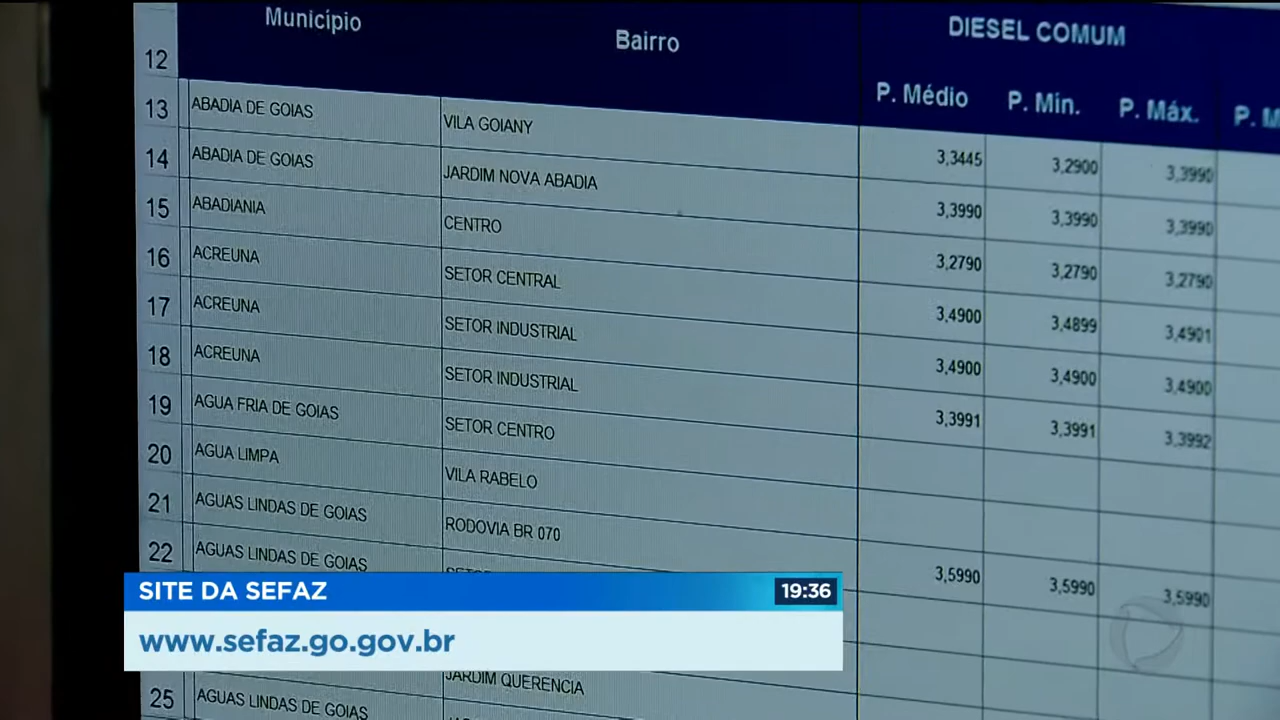 Município Bairro DIESEL COMUM
12 P. Médio P. Mín. P. Máx.
13 ABADIA DE GOIAS VILA GOIANY 3,3445 3,2900 3,3990
14 ABADIA DE GOIAS JARDIM NOVA ABADIA 3,3990 3,3990 3,3990
15 ABADIANIA CENTRO 3,2790 3,2790 3,2790
16 ACREUNA SETOR CENTRAL 3,4900 3,4899 3,4901
17 ACREUNA SETOR INDUSTRIAL 3,4900 3,4900 3,4900
18 ACREUNA SETOR INDUSTRIAL 3,3991 3,3991 3,3992
19 AGUA FRIA DE GOIAS SETOR CENTRO
20 AGUA LIMPA VILA RABELO
21 AGUAS LINDAS DE GOIAS RODOVIA BR 070 3,5990 3,5990 3,5990
22 AGUAS LINDAS DE GOIAS
SITE DA SEFAZ 19:36
www.sefaz.go.gov.br
JARDIM QUERENCIA
25 AGUAS LINDAS DE GOIAS